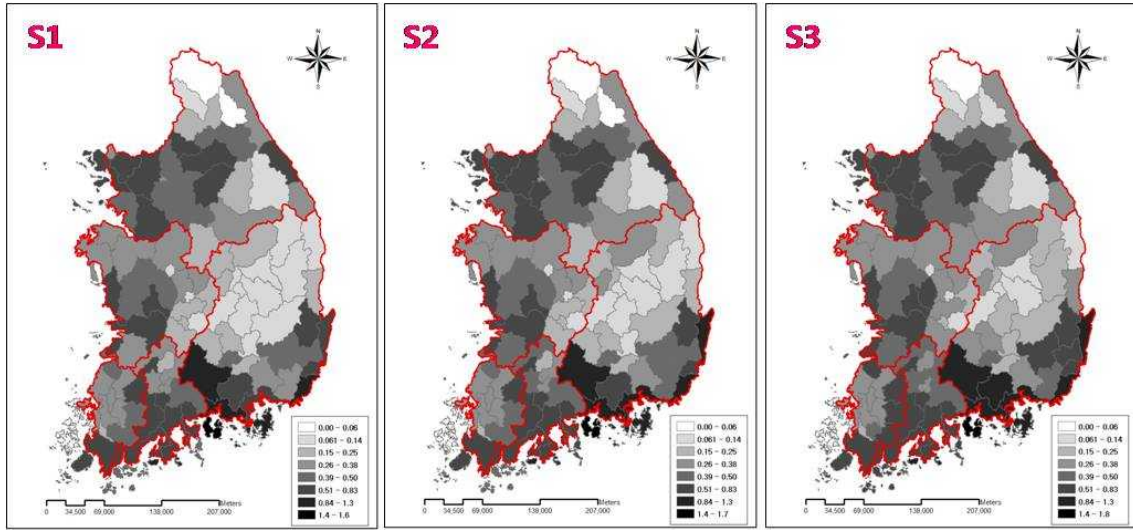 S1
N
W E
S
0.00 - 0.06
0.061 - 0.14
0.15 - 0.25
0.26 - 0.38
0.39 - 0.50
0.51 - 0.83
0.84 - 1.3
1.4 - 1.6
Meters
0 34,500 69,000 138,000 207,000
S2
N
W E
S
0.00 - 0.06
0.061 - 0.14
0.15 - 0.25
0.26 - 0.38
0.39 - 0.50
0.51 - 0.83
0.84 - 1.3
1.4 - 1.7
Meters
0 34,500 69,000 138,000 207,000
S3
N
W E
S
0.00 - 0.06
0.061 - 0.14
0.15 - 0.25
0.26 - 0.38
0.39 - 0.50
0.51 - 0.83
0.84 - 1.3
1.4 - 1.8
Meters
0 34,500 69,000 138,000 207,000